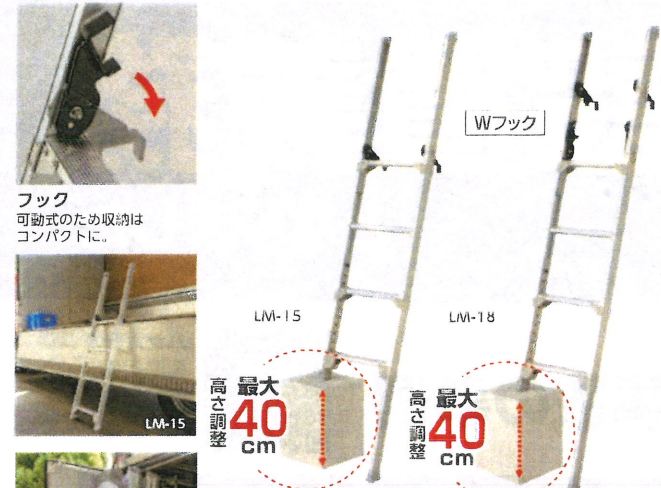 フック
可動式のため収納は
コンパクトに。
LM-15
Wフック
LM-15
LM-18
高さ調整
最大
40
cm
高さ調整
最大
40
cm